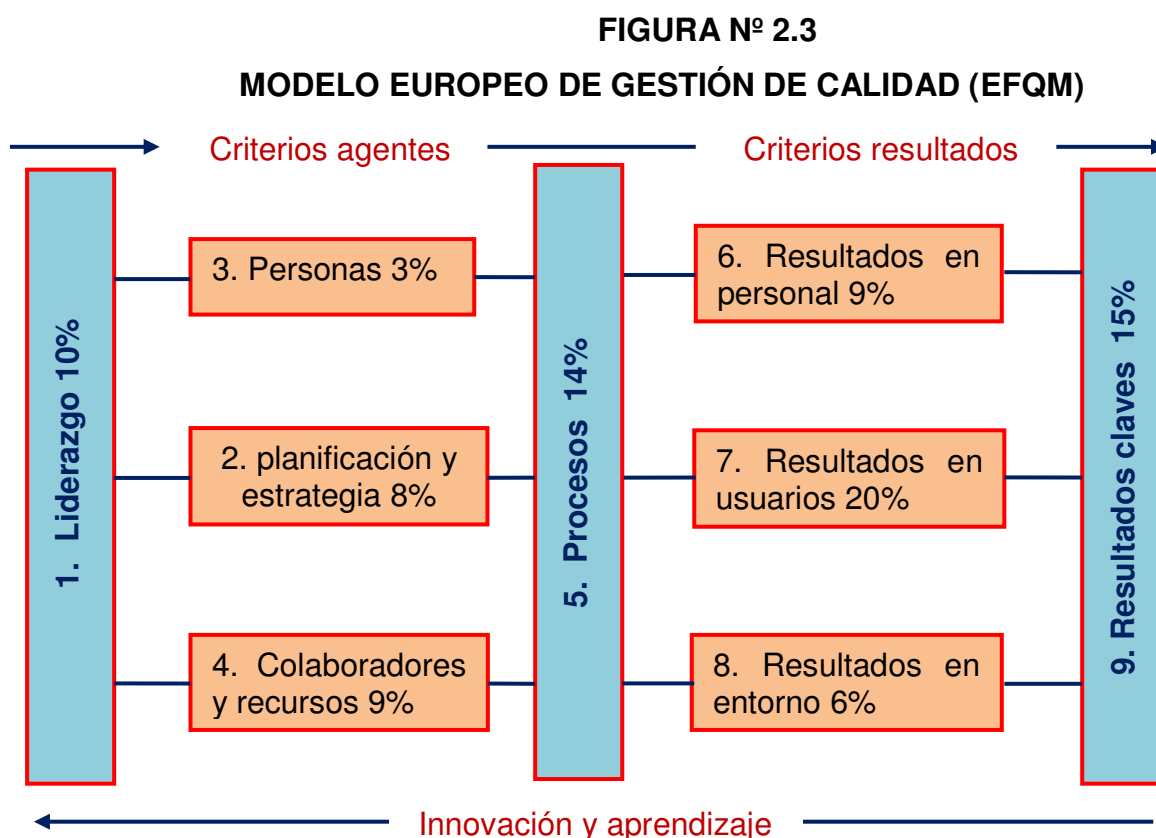 FIGURA Nº 2.3
MODELO EUROPEO DE GESTIÓN DE CALIDAD (EFQM)
Criterios agentes
Criterios resultados
1. Liderazgo 10%
3. Personas 3%
2. planificación y
estrategia 8%
4. Colaboradores
y recursos 9%
5. Procesos 14%
6. Resultados en
personal 9%
7. Resultados en
usuarios 20%
8. Resultados en
entorno 6%
9. Resultados claves 15%
Innovación y aprendizaje